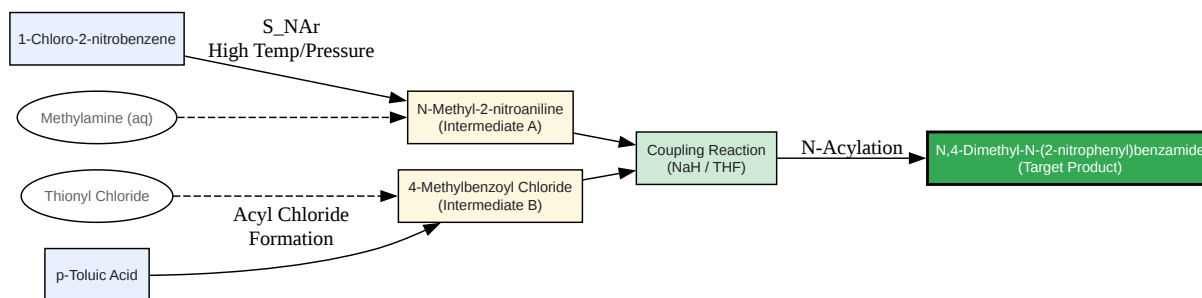 1-Chloro-2-nitrobenzene
S_NAr
High Temp/Pressure
Methylamine (aq)
N-Methyl-2-nitroaniline
(Intermediate A)
Thionyl Chloride
4-Methylbenzoyl Chloride
(Intermediate B)
Acyl Chloride
Formation
p-Toluic Acid
Coupling Reaction
(NaH / THF)
N-Acylation
N,4-Dimethyl-N-(2-nitrophenyl)benzamide
(Target Product)